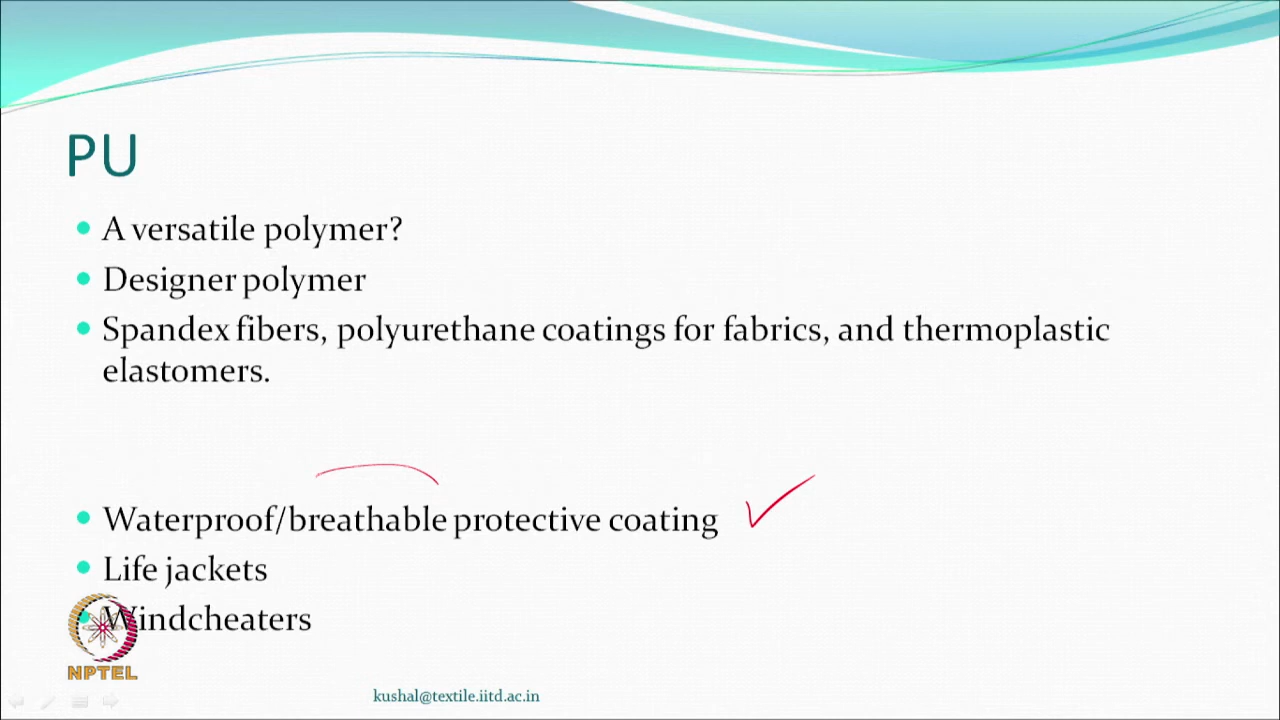 PU
A versatile polymer?
Designer polymer
Spandex fibers, polyurethane coatings for fabrics, and thermoplastic
elastomers.
Waterproof/breathable protective coating
Life jackets
Windcheaters
NPTEL
kushal@textile.iitd.ac.in